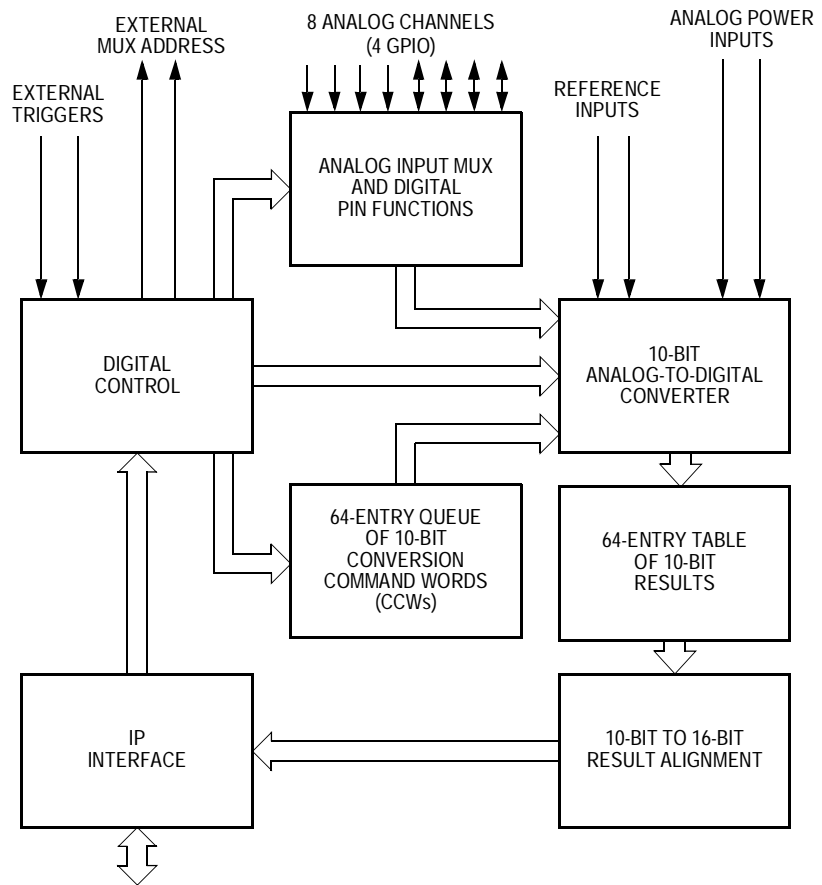 EXTERNAL
MUX ADDRESS
8 ANALOG CHANNELS
(4 GPIO)
ANALOG POWER
INPUTS
EXTERNAL
TRIGGERS
REFERENCE
INPUTS
ANALOG INPUT MUX
AND DIGITAL
PIN FUNCTIONS
DIGITAL
CONTROL
10-BIT
ANALOG-TO-DIGITAL
CONVERTER
64-ENTRY QUEUE
OF 10-BIT
CONVERSION
COMMAND WORDS
(CCWs)
64-ENTRY TABLE
OF 10-BIT
RESULTS
IP
INTERFACE
10-BIT TO 16-BIT
RESULT ALIGNMENT